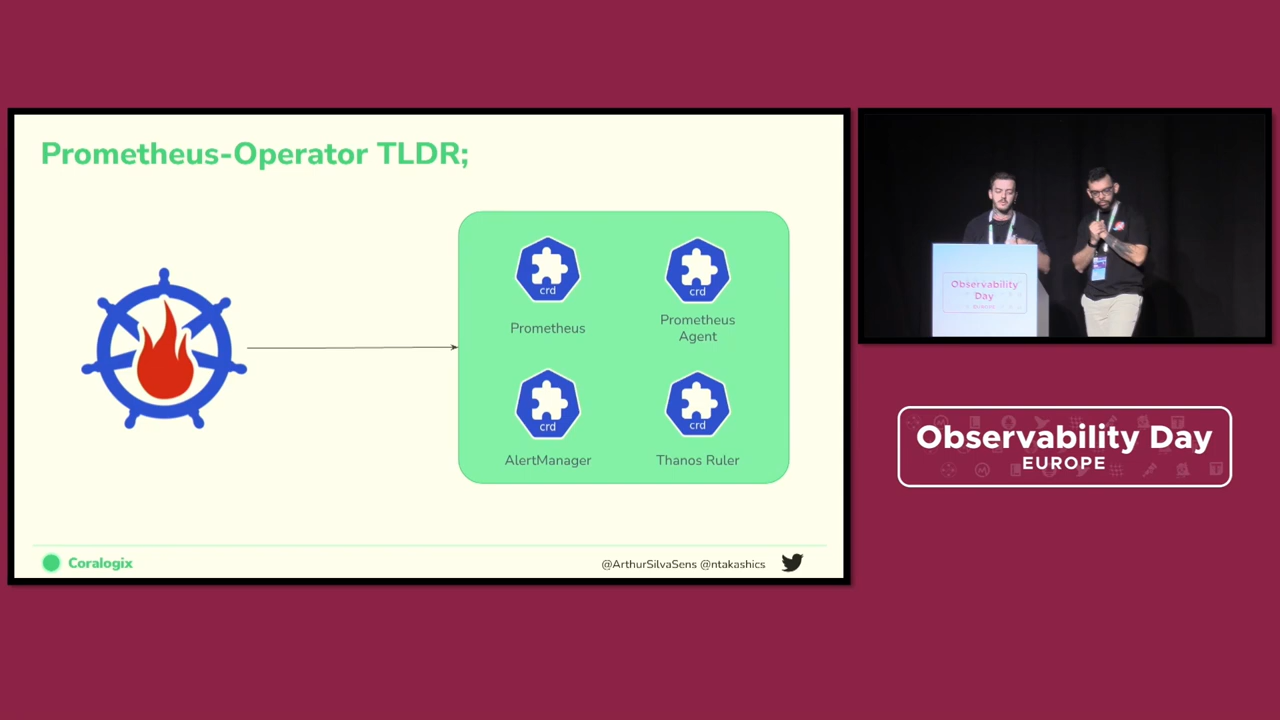 Prometheus-Operator TLDR;
crd
Prometheus
crd
Prometheus
Agent
crd
AlertManager
crd
Thanos Ruler
Coralogix
@ArthurSilvaSens @ntakashics
Observability
Day
Observability Day
EUROPE